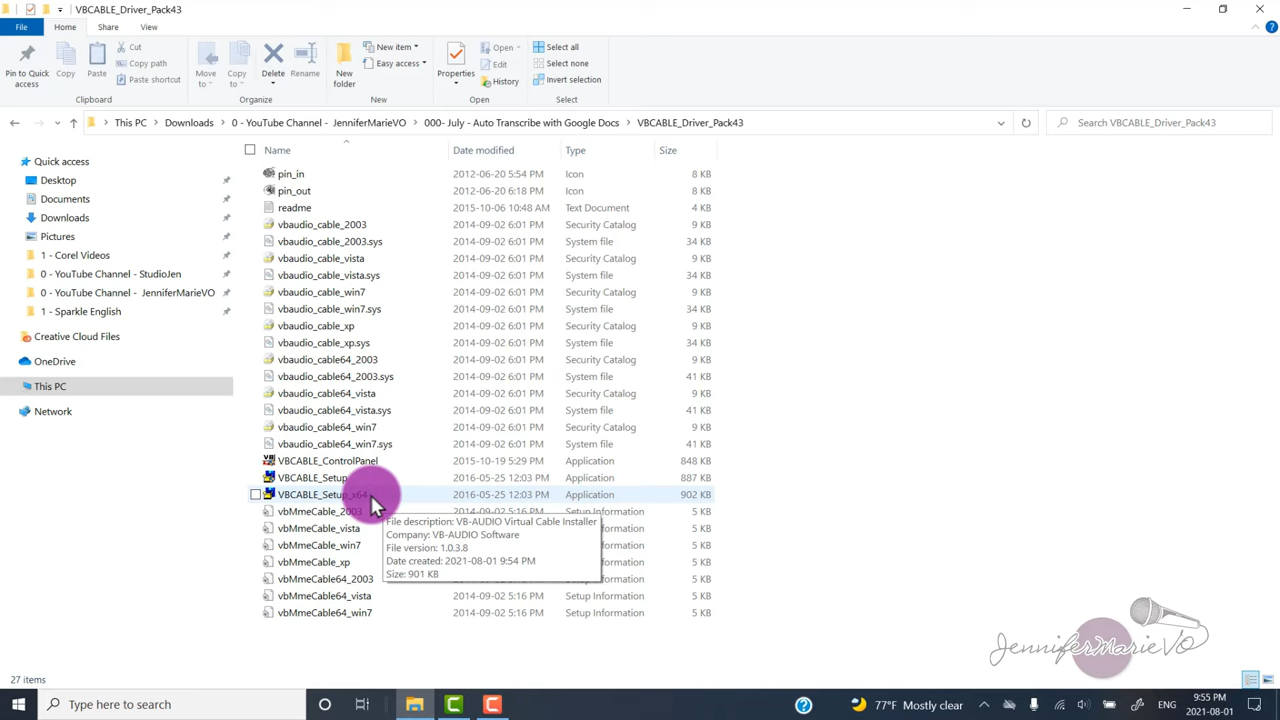 VBCABLE_Driver_Pack43
File
Home
Share
View
Pin to Quick access
Copy
Paste
Cut
Copy path
Paste shortcut
Clipboard
Move to
Copy to
Delete
Rename
Organize
New folder
New item
Easy access
New
Properties
Open
Edit
History
Open
Select all
Select none
Invert selection
Select
This PC
Downloads
0 - YouTube Channel - JenniferMarieVO
000- July - Auto Transcribe with Google Docs
VBCABLE_Driver_Pack43
Search VBCABLE_Driver_Pack43
Quick access
Desktop
Documents
Downloads
Pictures
1 - Corel Videos
0 - YouTube Channel - StudioJen
0 - YouTube Channel - JenniferMarieVO
1 - Sparkle English
Creative Cloud Files
OneDrive
This PC
Network
Name Date modified Type Size
pin_in 2012-06-20 5:54 PM Icon 8 KB
pin_out 2012-06-20 6:18 PM Icon 8 KB
readme 2015-10-06 10:48 AM Text Document 4 KB
vbaudio_cable_2003 2014-09-02 6:01 PM Security Catalog 9 KB
vbaudio_cable_2003.sys 2014-09-02 6:01 PM System file 34 KB
vbaudio_cable_vista 2014-09-02 6:01 PM Security Catalog 9 KB
vbaudio_cable_vista.sys 2014-09-02 6:01 PM System file 34 KB
vbaudio_cable_win7 2014-09-02 6:01 PM Security Catalog 9 KB
vbaudio_cable_win7.sys 2014-09-02 6:01 PM System file 34 KB
vbaudio_cable_xp 2014-09-02 6:01 PM Security Catalog 9 KB
vbaudio_cable_xp.sys 2014-09-02 6:01 PM System file 34 KB
vbaudio_cable64_2003 2014-09-02 6:01 PM Security Catalog 9 KB
vbaudio_cable64_2003.sys 2014-09-02 6:01 PM System file 41 KB
vbaudio_cable64_vista 2014-09-02 6:01 PM Security Catalog 9 KB
vbaudio_cable64_vista.sys 2014-09-02 6:01 PM System file 41 KB
vbaudio_cable64_win7 2014-09-02 6:01 PM Security Catalog 9 KB
vbaudio_cable64_win7.sys 2014-09-02 6:01 PM System file 41 KB
VBCABLE_ControlPanel 2015-10-19 5:29 PM Application 848 KB
VBCABLE_Setup 2016-05-25 12:03 PM Application 887 KB
VBCABLE_Setup_x64 2016-05-25 12:03 PM Application 902 KB
vbMmeCable_2003 2014-09-02 5:16 PM Setup Information 5 KB
vbMmeCable_vista 5 KB
vbMmeCable_win7 5 KB
vbMmeCable_xp 5 KB
vbMmeCable64_2003 2014-09-02 5:16 PM Setup Information 5 KB
vbMmeCable64_vista 2014-09-02 5:16 PM Setup Information 5 KB
vbMmeCable64_win7 2014-09-02 5:16 PM Setup Information 5 KB
File description: VB-AUDIO Virtual Cable Installer
Company: VB-AUDIO Software
File version: 1.0.3.8
Date created: 2021-08-01 9:54 PM
Size: 901 KB
JenniferMarieVO
27 items
Type here to search
77°F Mostly clear
ENG
9:55 PM
2021-08-01